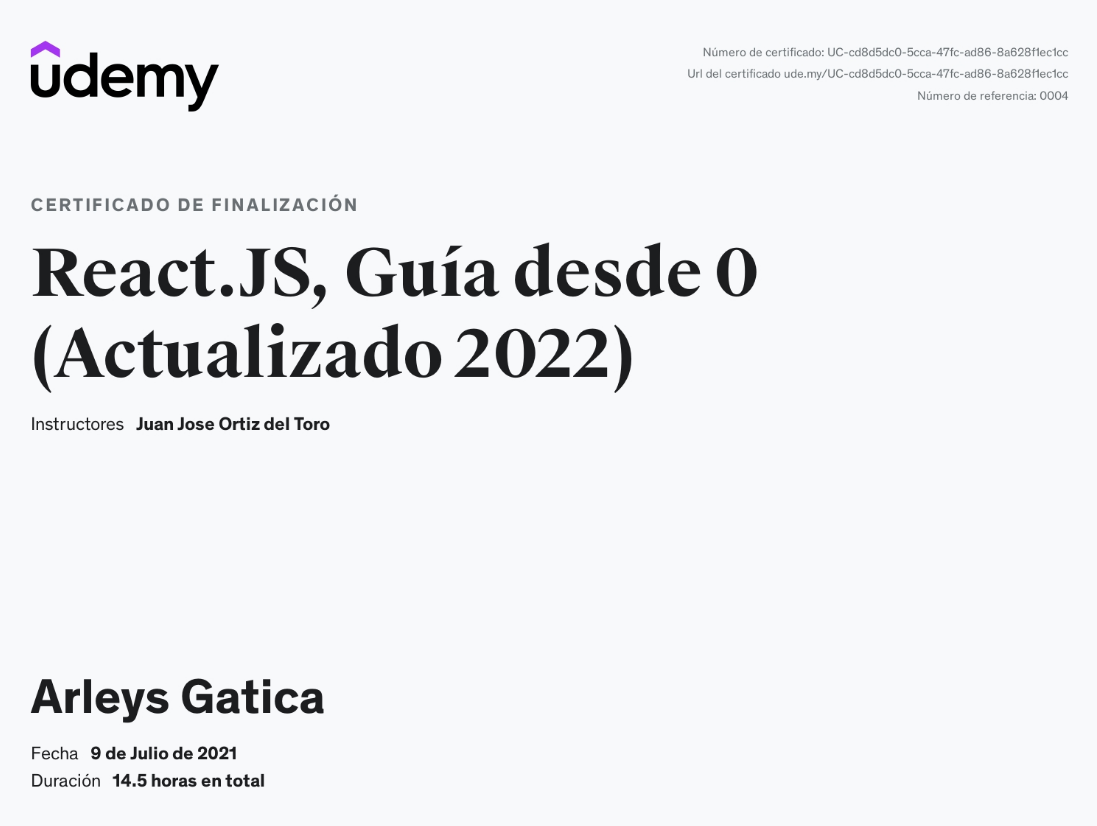 udemy
Número de certificado: UC-cd8d5dc0-5cca-47fc-ad86-8a628f1ec1cc
Url del certificado ude.my/UC-cd8d5dc0-5cca-47fc-ad86-8a628f1ec1cc
Número de referencia: 0004
CERTIFICADO DE FINALIZACIÓN
React.JS, Guía desde 0
(Actualizado 2022)
Instructores Juan Jose Ortiz del Toro
Arleys Gatica
Fecha 9 de Julio de 2021
Duración 14.5 horas en total